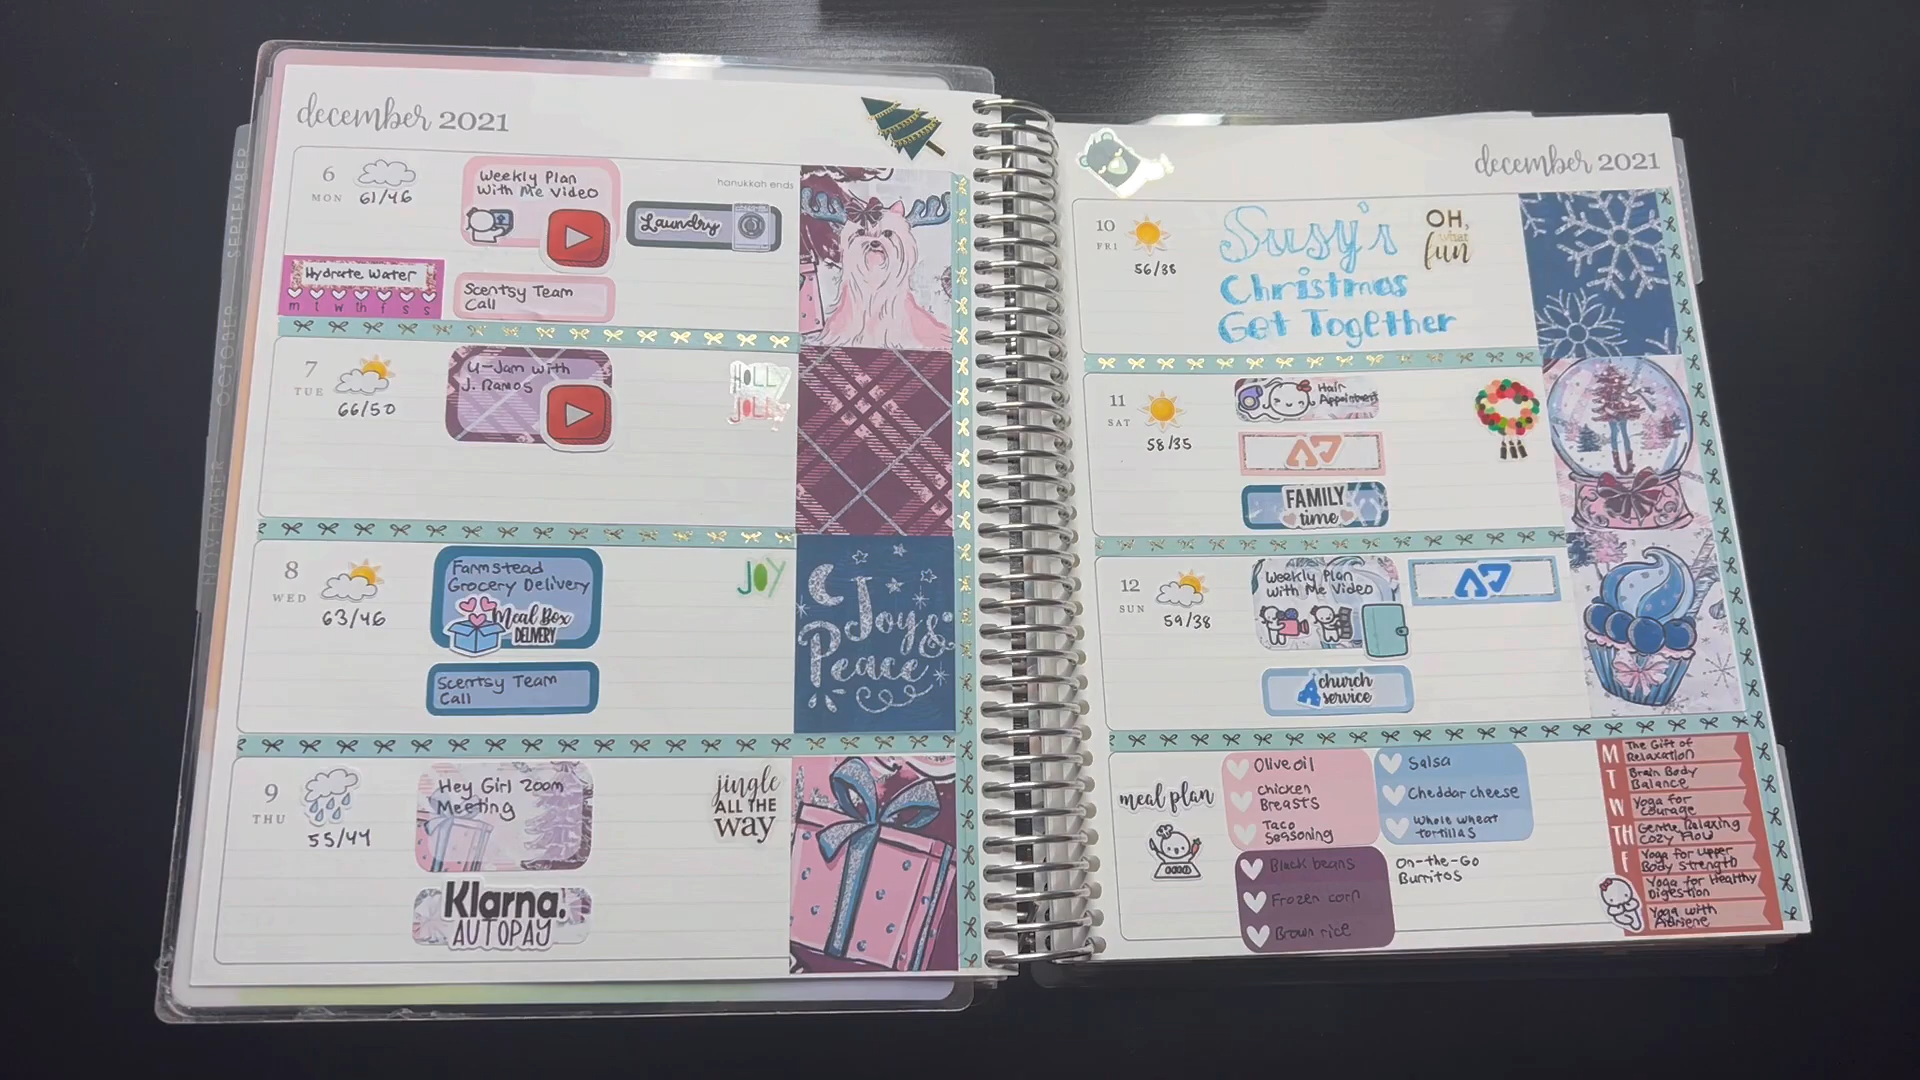 december 2021
6
MON
61/46
Weekly Plan
With Me Video
hanukkah ends
Laundry
Hydrate Water
m t w th f s s
Scentsy Team
Call
7
TUE
66/50
U-Jam with
J. Ramos
HOLLY
JOLLY
8
WED
63/46
Farmstead
Grocery Delivery
Meal Box
DELIVERY
JOY
Scentsy Team
Call
Joy &
Peace
9
THU
55/44
Hey Girl Zoom
Meeting
jingle
ALL THE
way
Klarna.
AUTOPAY
december 2021
10
FRI
56/38
Susy's
Christmas
Get Together
OH,
what
fun
11
SAT
58/35
Hair
Appointment
FAMILY
time
12
SUN
59/38
Weekly Plan
With Me Video
church
service
meal plan
Olive oil
Chicken
Breasts
Taco
Seasoning
Black beans
Frozen corn
Brown rice
Salsa
Cheddar cheese
Whole wheat
tortillas
On-the-Go
Burritos
M The Gift of
Relaxation
T Brain Body
Balance
W Yoga for
courage
TH Gentle Relaxing
Cozy Flow
F Yoga for Upper
Body Strength
Yoga for Healthy
Digestion
Yoga with
Adriene
SEPTEMBER
OCTOBER
NOVEMBER